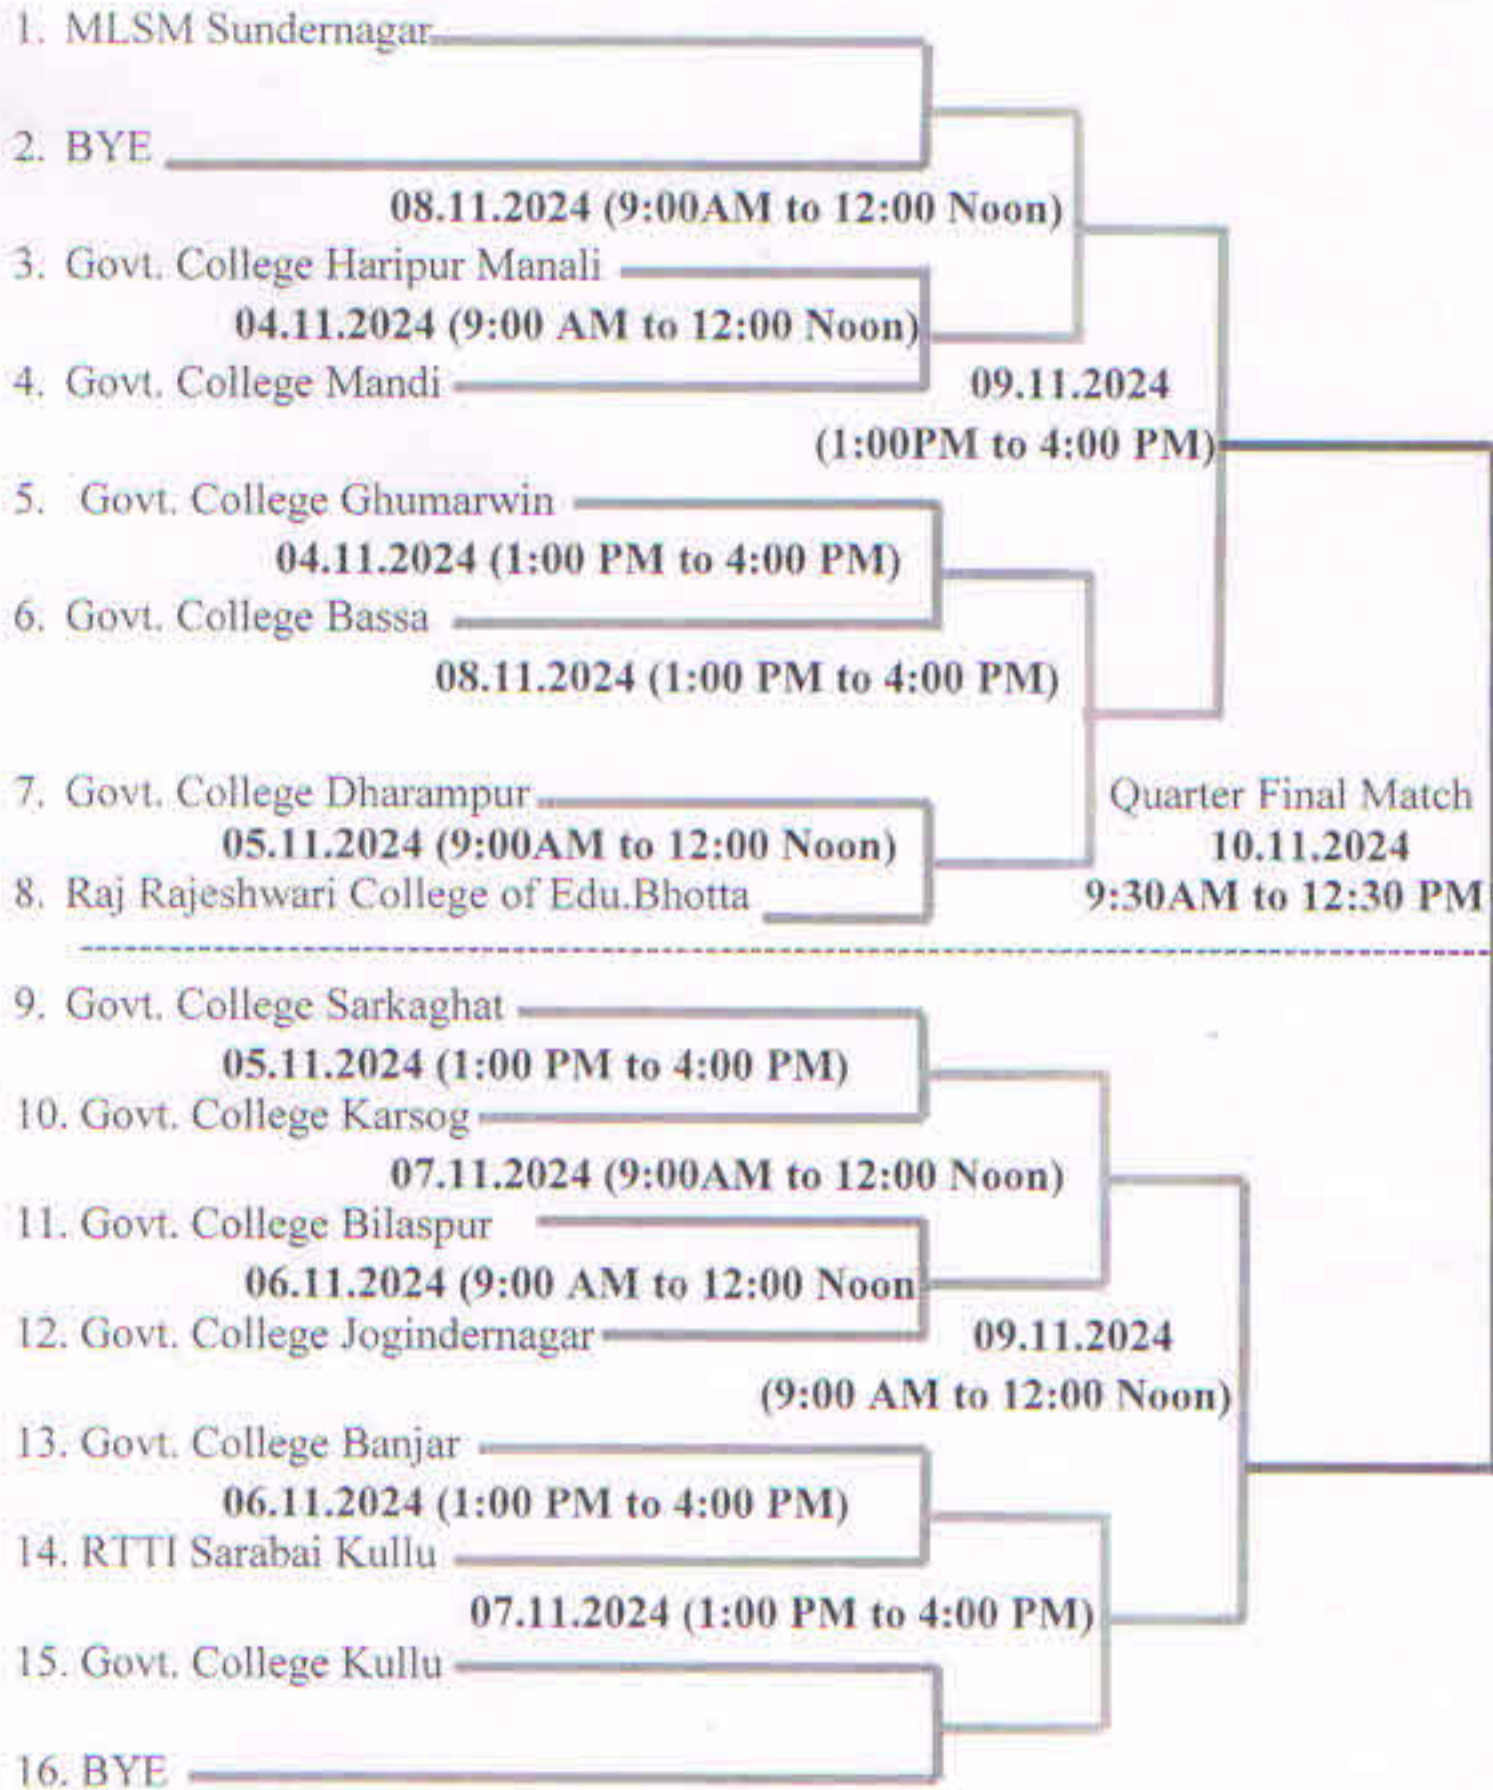 1. MLSM Sundernagar
2. BYE
08.11.2024 (9:00AM to 12:00 Noon)
3. Govt. College Haripur Manali
04.11.2024 (9:00 AM to 12:00 Noon)
4. Govt. College Mandi
09.11.2024
(1:00PM to 4:00 PM)
5. Govt. College Ghumarwin
04.11.2024 (1:00 PM to 4:00 PM)
6. Govt. College Bassa
08.11.2024 (1:00 PM to 4:00 PM)
7. Govt. College Dharampur
Quarter Final Match
05.11.2024 (9:00AM to 12:00 Noon)
10.11.2024
8. Raj Rajeshwari College of Edu.Bhotta
9:30AM to 12:30 PM
9. Govt. College Sarkaghat
05.11.2024 (1:00 PM to 4:00 PM)
10. Govt. College Karsog
07.11.2024 (9:00AM to 12:00 Noon)
11. Govt. College Bilaspur
06.11.2024 (9:00 AM to 12:00 Noon
12. Govt. College Jogindernagar
09.11.2024
(9:00 AM to 12:00 Noon)
13. Govt. College Banjar
06.11.2024 (1:00 PM to 4:00 PM)
14. RTTI Sarabai Kullu
07.11.2024 (1:00 PM to 4:00 PM)
15. Govt. College Kullu
16. BYE